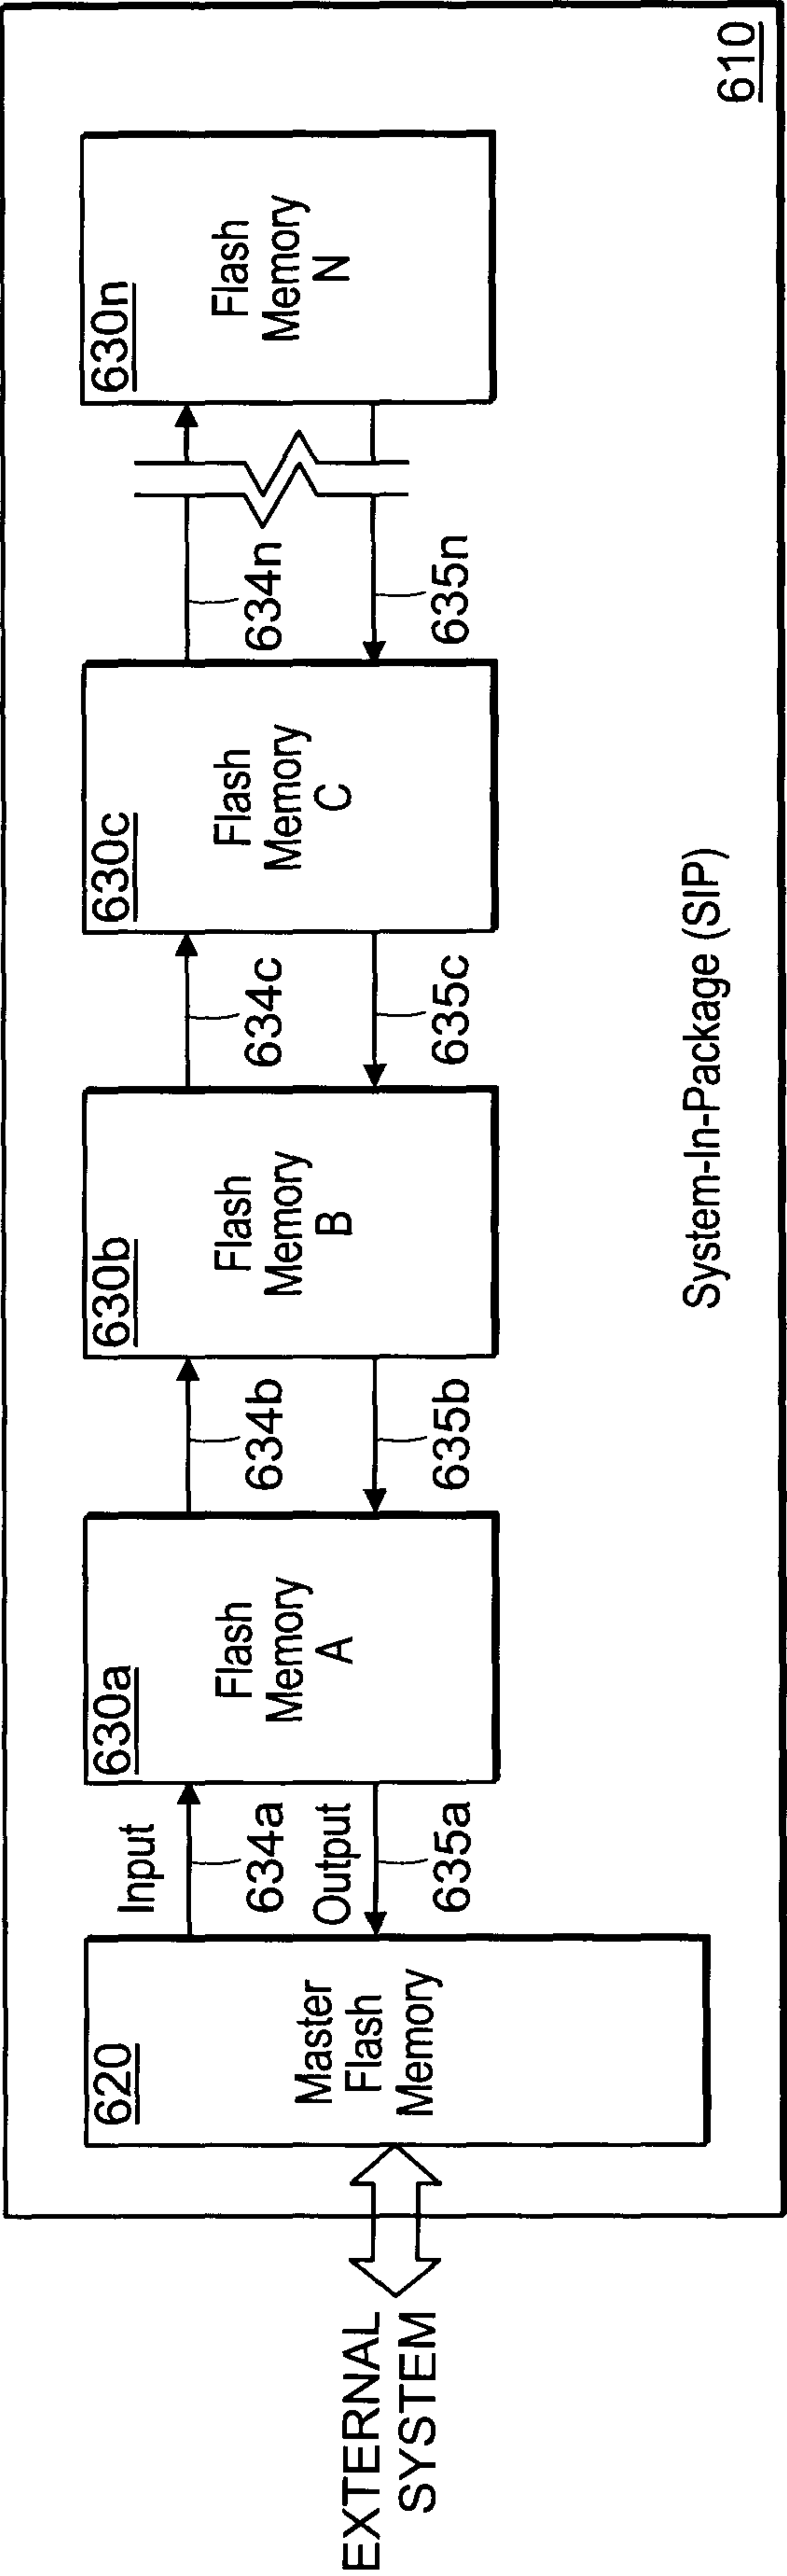 EXTERNAL
SYSTEM
620
Master
Flash
Memory
Input
634a
Output
635a
630a
Flash
Memory
A
634b
635b
630b
Flash
Memory
B
634c
635c
630c
Flash
Memory
C
634n
635n
630n
Flash
Memory
N
System-In-Package (SIP)
610